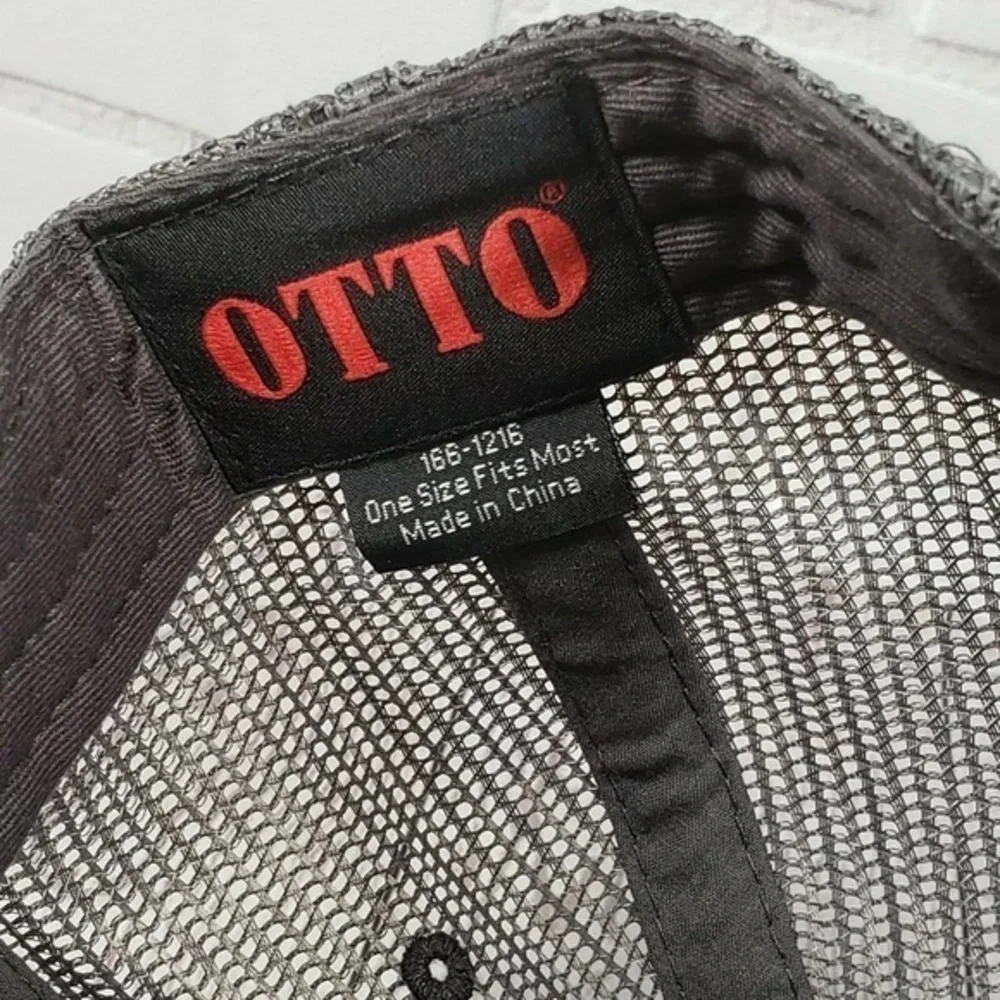 OTTO®
166-1216
One Size Fits Most
Made in China